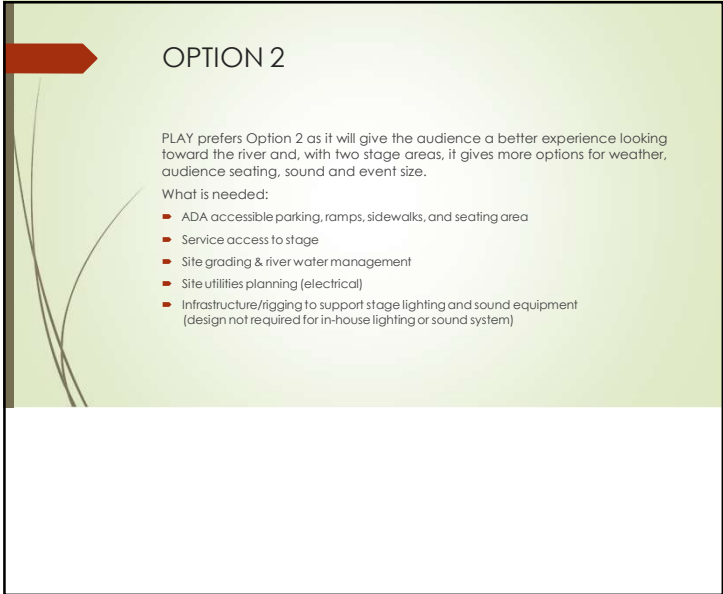 OPTION 2
PLAY prefers Option 2 as it will give the audience a better experience looking
toward the river and, with two stage areas, it gives more options for weather,
audience seating, sound and event size.
What is needed:
ADA accessible parking, ramps, sidewalks, and seating area
Service access to stage
Site grading & river water management
Site utilities planning (electrical)
Infrastructure/rigging to support stage lighting and sound equipment
(design not required for in-house lighting or sound system)